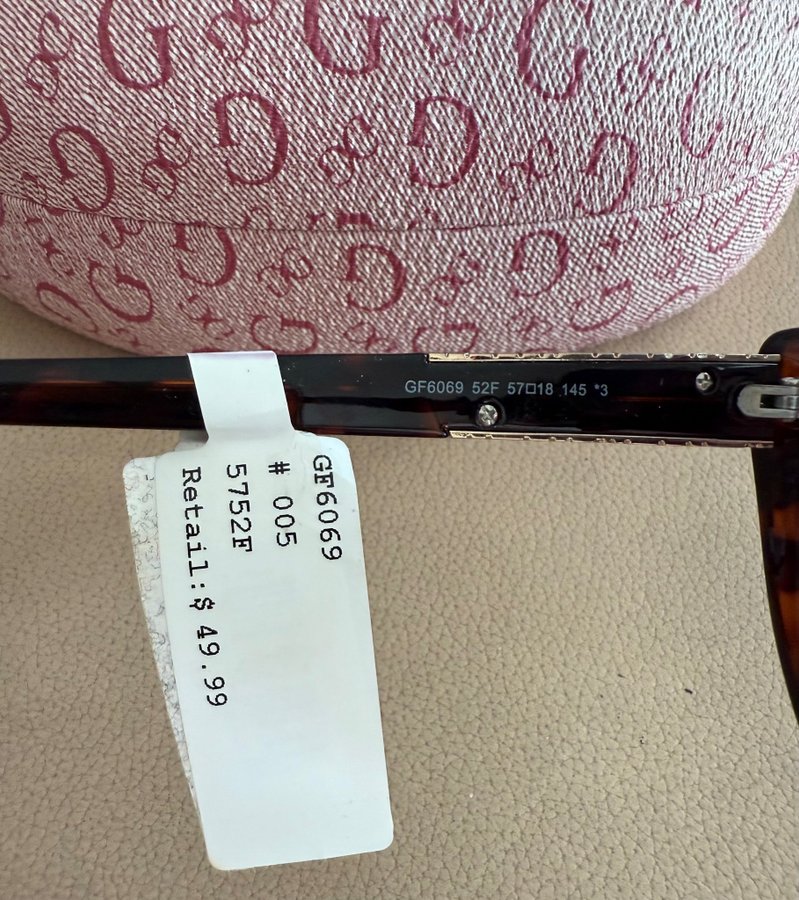 GF6069 52F 57□18 145 *3
GF6069
# 005
5752F
Retail:$ 49.99